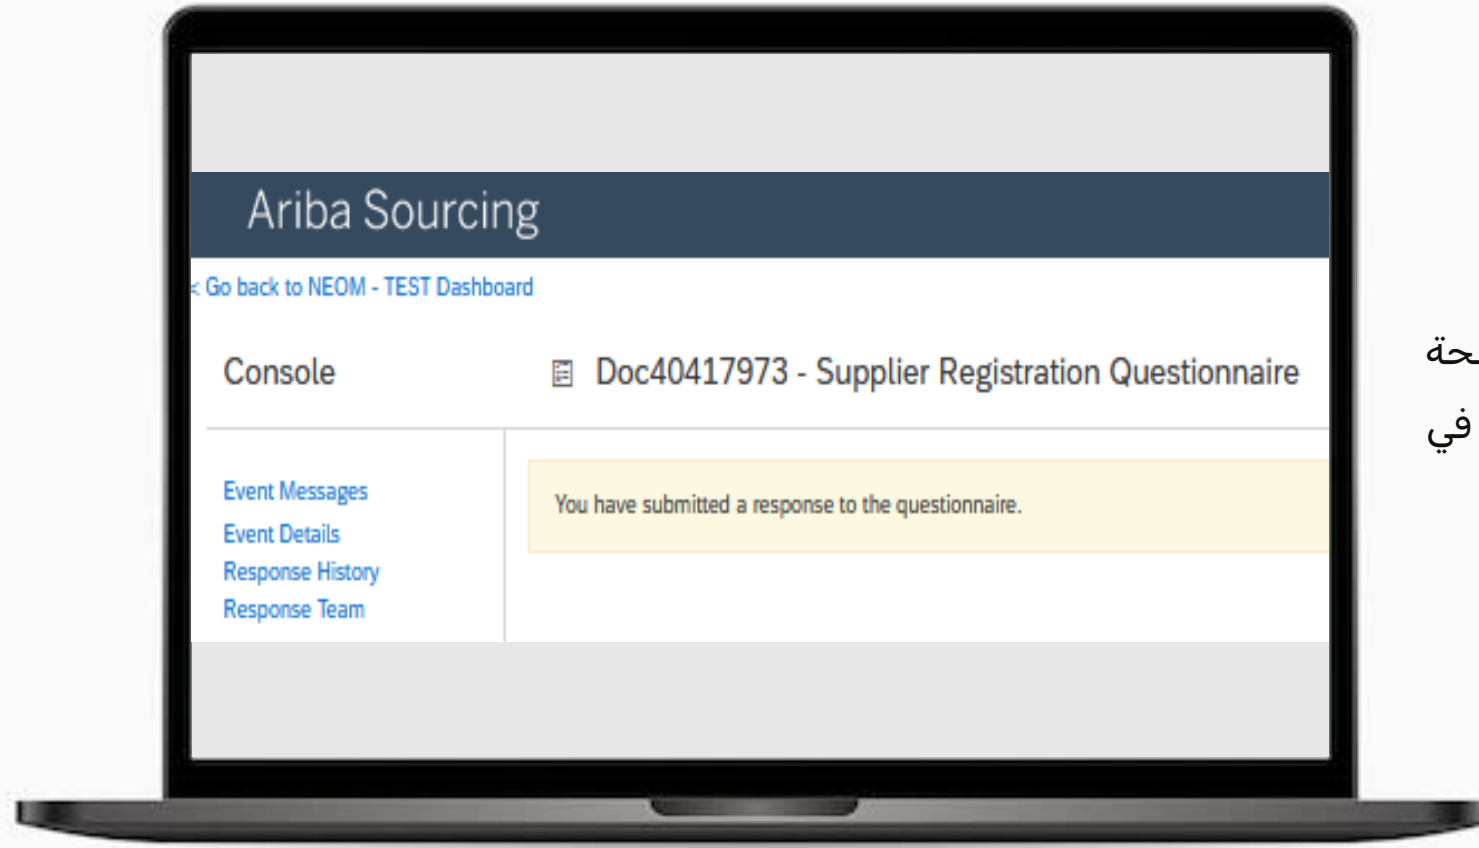 Ariba Sourcing
< Go back to NEOM - TEST Dashboard
Console
Doc40417973 - Supplier Registration Questionnaire
Event Messages
Event Details
Response History
Response Team
You have submitted a response to the questionnaire.
في